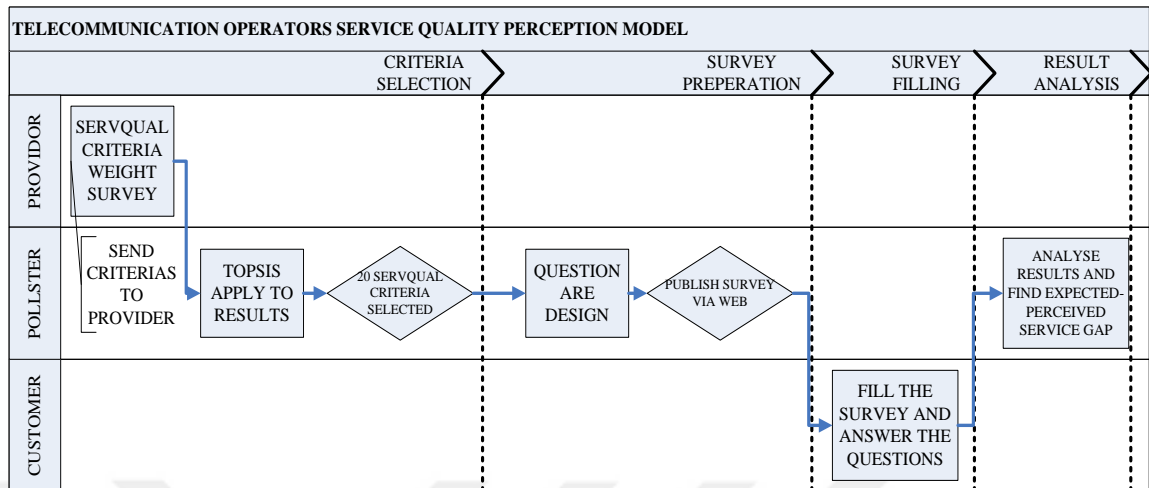 TELECOMMUNICATION OPERATORS SERVICE QUALITY PERCEPTION MODEL
CRITERIA
SELECTION
SURVEY
PREPERATION
SURVEY
FILLING
RESULT
ANALYSIS
PROVIDOR
SERVQUAL
CRITERIA
WEIGHT
SURVEY
POLLSTER
SEND
CRITERIAS
TO
PROVIDER
TOPSIS
APPLY TO
RESULTS
20 SERVQUAL
CRITERIA
SELECTED
QUESTION
ARE
DESIGN
PUBLISH SURVEY
VIA WEB
ANALYSE
RESULTS AND
FIND EXPECTED-
PERCEIVED
SERVICE GAP
CUSTOMER
FILL THE
SURVEY AND
ANSWER THE
QUESTIONS